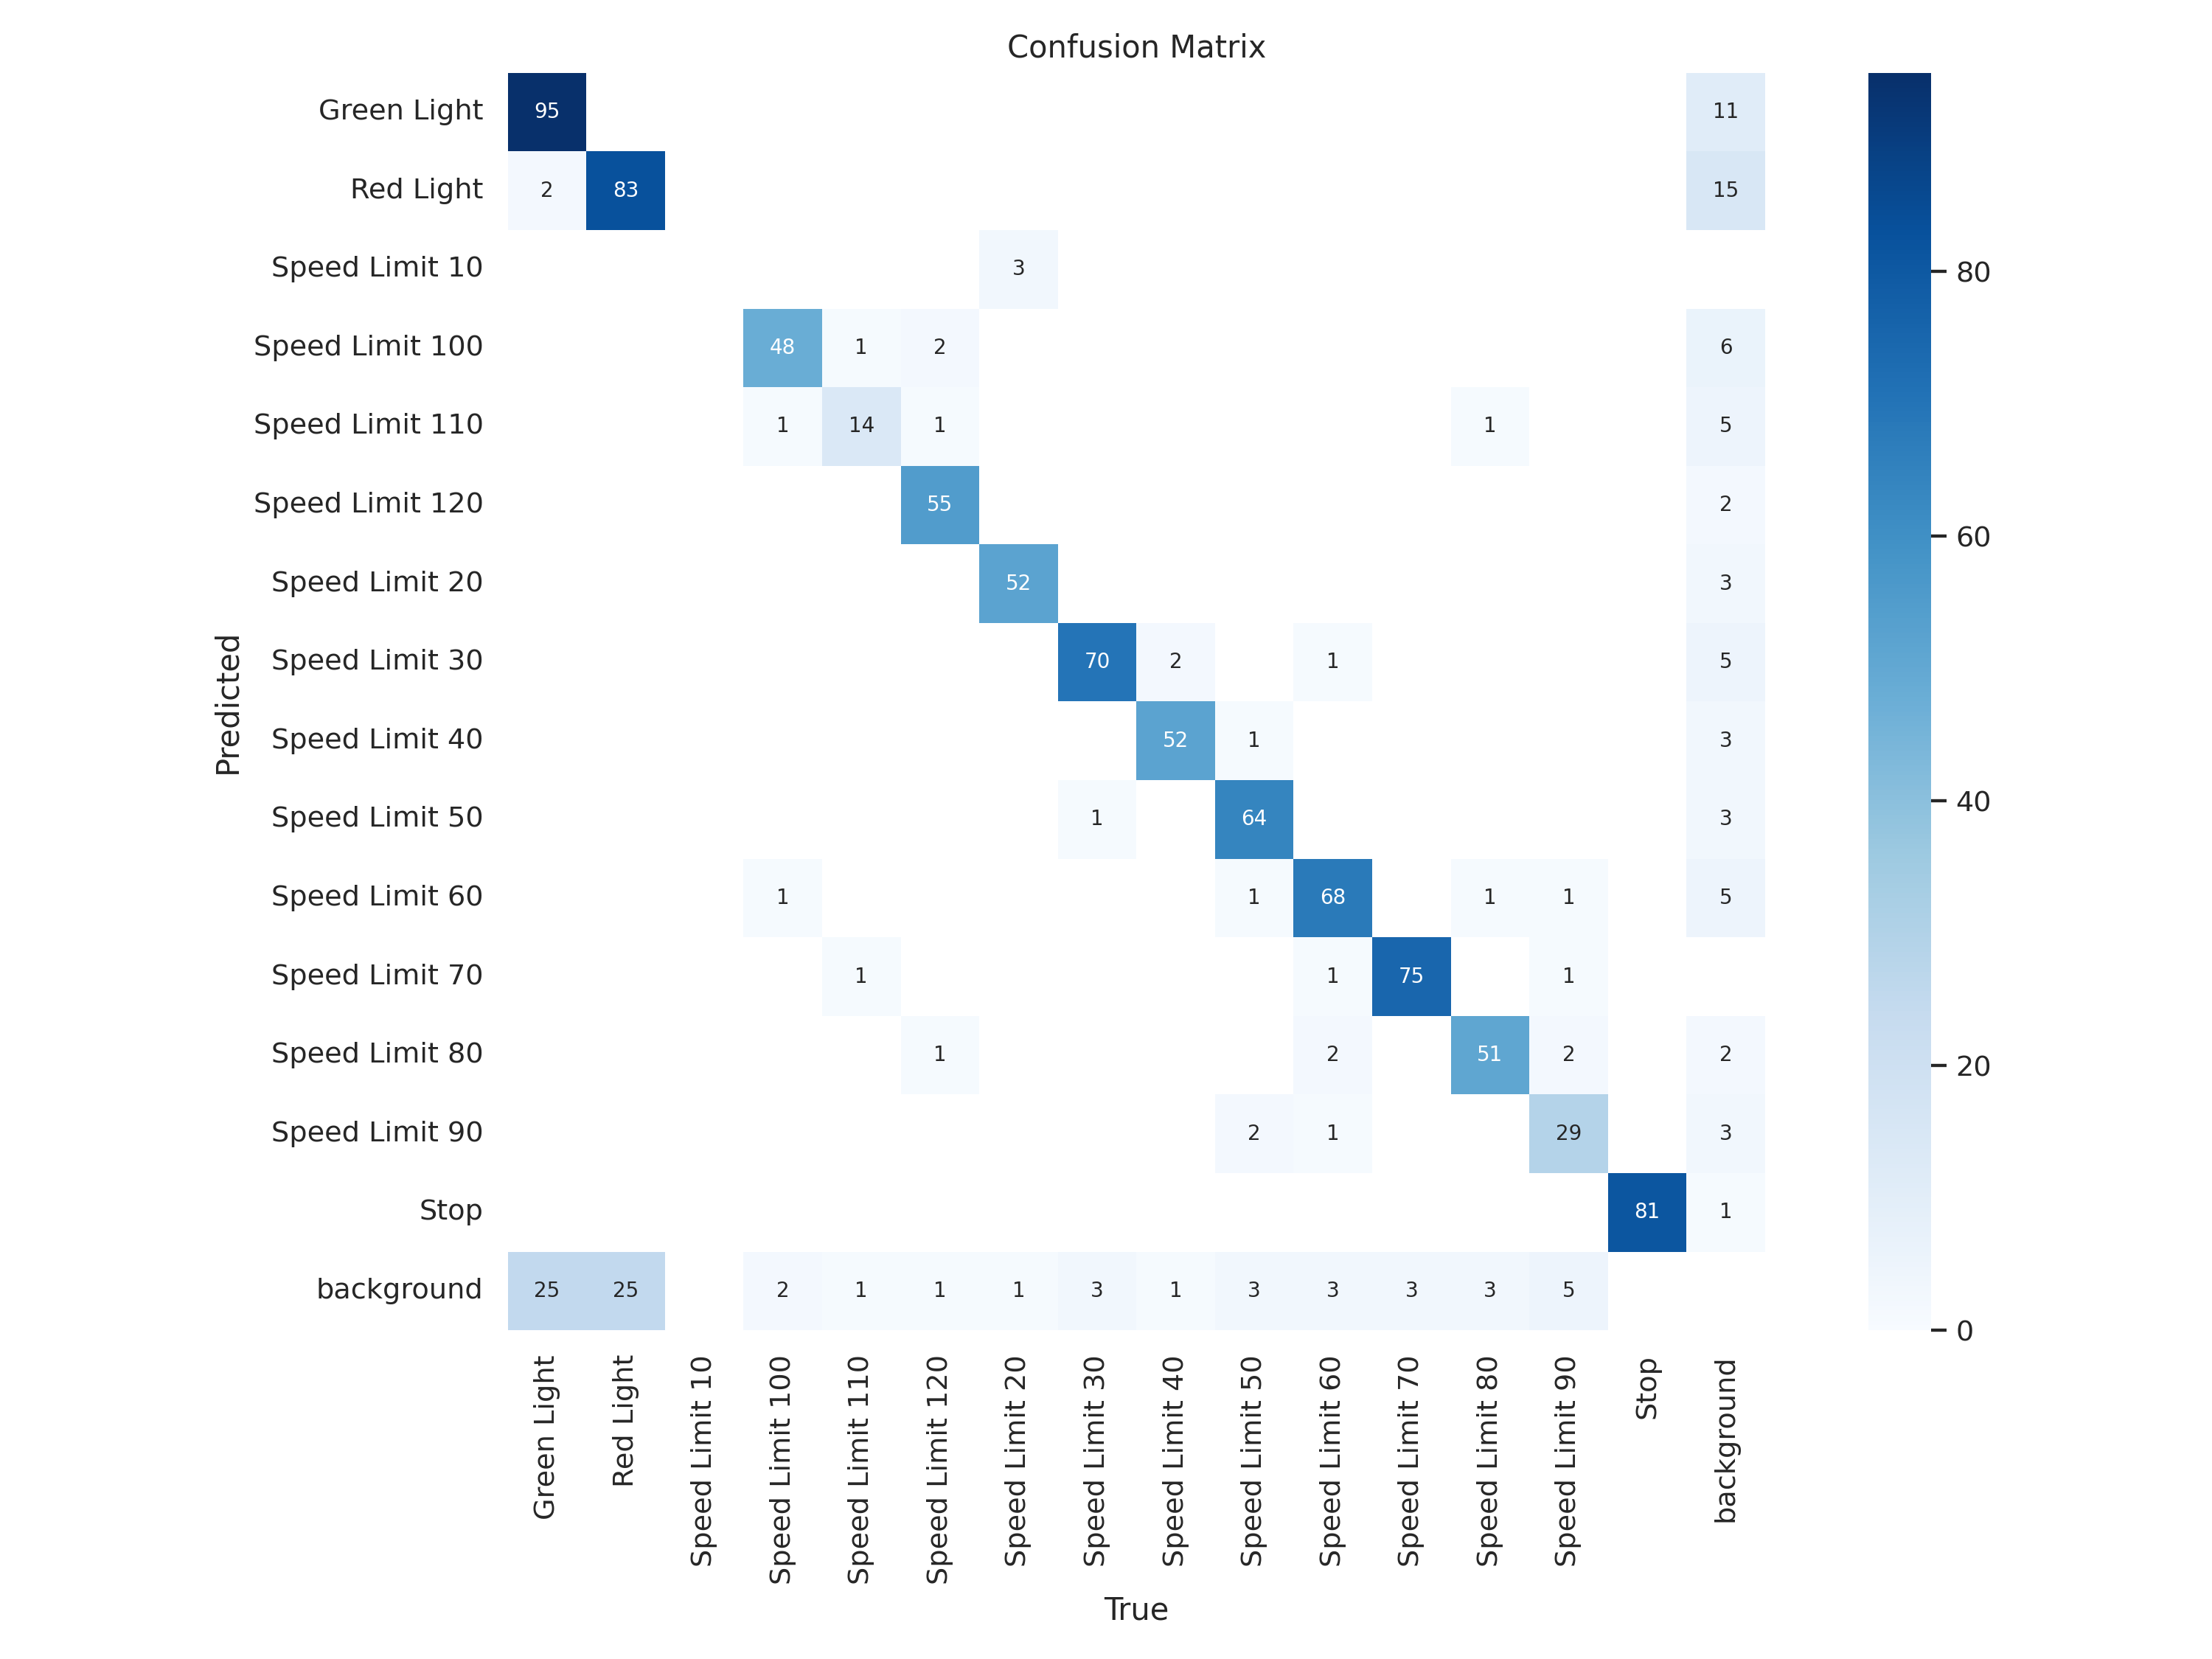 Confusion Matrix
Green Light 95 11
Red Light 2 83 15
Speed Limit 10 3
Speed Limit 100 48 1 2 6
Speed Limit 110 1 14 1 1 5
Speed Limit 120 55 2
Speed Limit 20 52 3
Speed Limit 30 70 2 1 5
Speed Limit 40 52 1 3
Speed Limit 50 1 64 3
Speed Limit 60 1 1 68 1 1 5
Speed Limit 70 1 1 75 1
Speed Limit 80 1 2 51 2 2
Speed Limit 90 2 1 29 3
Stop 81 1
background 25 25 2 1 1 1 3 1 3 3 3 3 5
Predicted
Green Light
Red Light
Speed Limit 10
Speed Limit 100
Speed Limit 110
Speed Limit 120
Speed Limit 20
Speed Limit 30
Speed Limit 40
Speed Limit 50
Speed Limit 60
Speed Limit 70
Speed Limit 80
Speed Limit 90
Stop
background
True
80
60
40
20
0